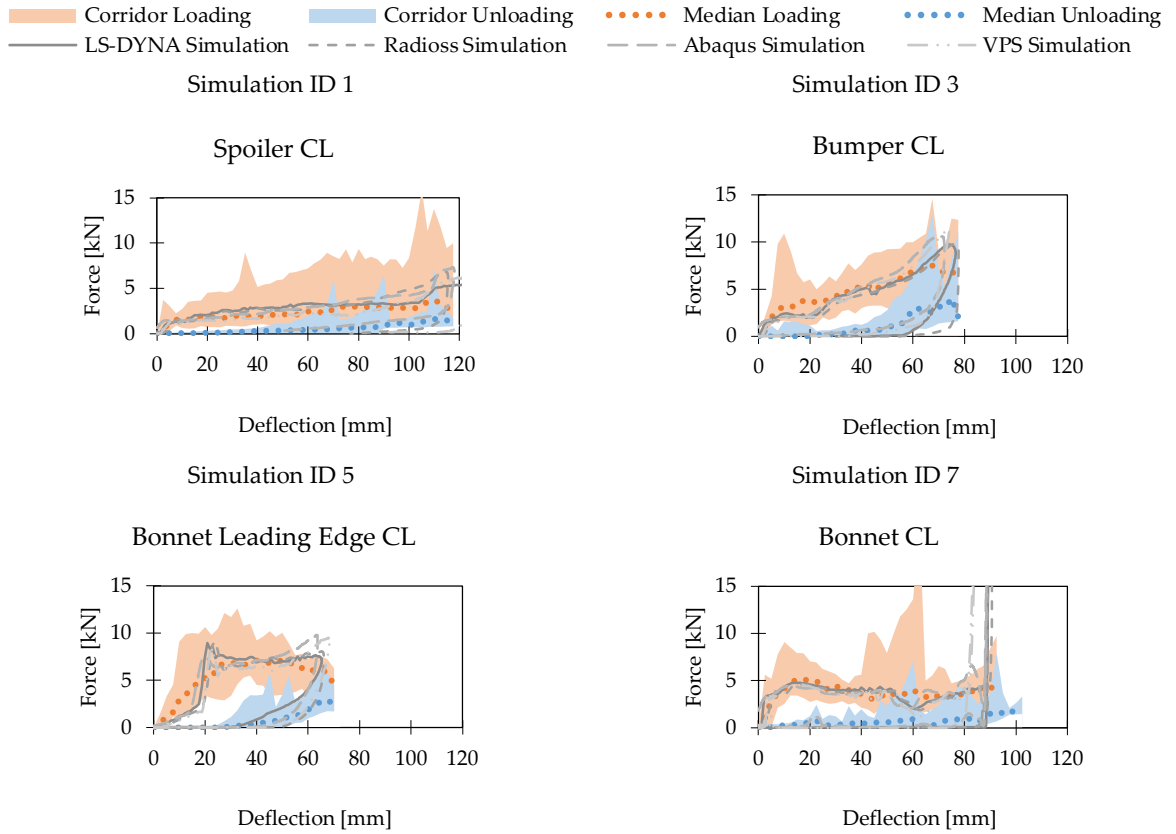 Corridor Loading Corridor Unloading Median Loading Median Unloading
LS-DYNA Simulation Radioss Simulation Abaqus Simulation VPS Simulation
Simulation ID 1
Spoiler CL
Force [kN]
15
10
5
0
0 20 40 60 80 100 120
Deflection [mm]
Simulation ID 3
Bumper CL
Force [kN]
15
10
5
0
0 20 40 60 80 100 120
Deflection [mm]
Simulation ID 5
Bonnet Leading Edge CL
Force [kN]
15
10
5
0
0 20 40 60 80 100 120
Deflection [mm]
Simulation ID 7
Bonnet CL
Force [kN]
15
10
5
0
0 20 40 60 80 100 120
Deflection [mm]